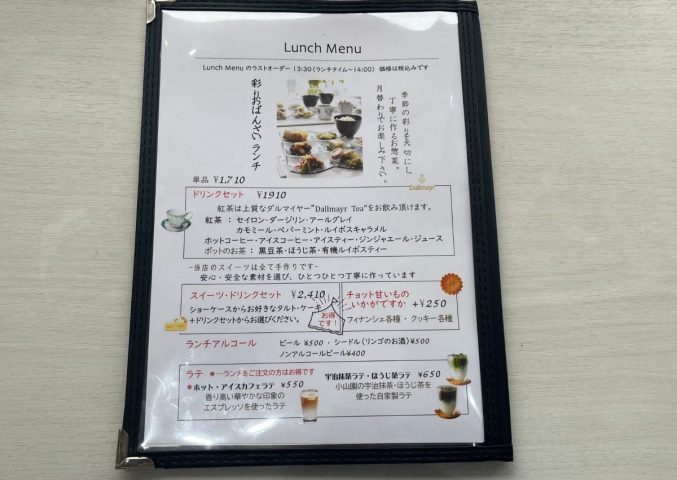 Lunch Menu
Lunch Menu のラストオーダー 13:30(ランチタイム～14:00) 価格は税込みです
彩りおばんざいランチ
季節の彩りを大切にし、
丁寧に作るお惣菜。
月替わりでお楽しみ下さい。
単品 ¥1,710
Dallmayr
ドリンクセット ¥1910
紅茶は上質なダルマイヤー"Dallmayr Tea"をお飲み頂けます。
紅茶 : セイロン・ダージリン・アールグレイ
カモミール・ペパーミント・ルイボスキャラメル
ホットコーヒー・アイスコーヒー・アイスティー・ジンジャエール・ジュース
ポットのお茶 : 黒豆茶・ほうじ茶・有機ルイボスティー
-当店のスイーツは全て手作りです-
安心・安全な素材を選び、ひとつひとつ丁寧に作っています
スイーツ・ドリンクセット ¥2,410
ショーケースからお好きなタルト・ケーキ
+ドリンクセットからお選びください。
お得です!
チョット甘いもの
いかがですか +¥250
フィナンシェ各種・クッキー各種
ランチアルコール ビール ¥500・シードル(リンゴのお酒) ¥500
ノンアルコールビール¥400
ラテ *…ランチをご注文の方はお得です
*ホット・アイスカフェラテ ¥550
香り高い華やかな印象の
エスプレッソを使ったラテ
宇治抹茶ラテ・ほうじ茶ラテ ¥650
小山園の宇治抹茶・ほうじ茶を
使った自家製ラテ